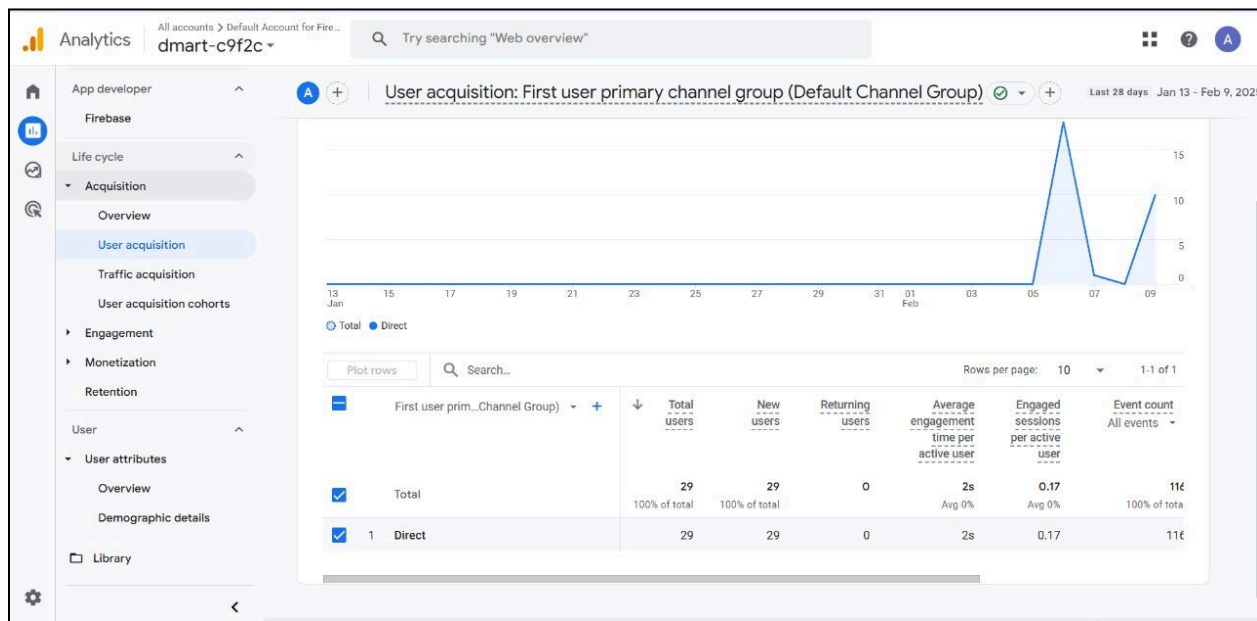 All accounts > Default Account for Fire...
Analytics
dmart-c9f2c
Try searching "Web overview"
A
App developer
Firebase
Life cycle
Acquisition
Overview
User acquisition
Traffic acquisition
User acquisition cohorts
Engagement
Monetization
Retention
User
User attributes
Overview
Demographic details
Library
A
User acquisition: First user primary channel group (Default Channel Group)
Last 28 days Jan 13 - Feb 9, 202
15
10
5
0
13 15 17 19 21 23 25 27 29 31 01 03 05 07 09
Jan Feb
Total Direct
Plot rows Search... Rows per page: 10 1-1 of 1
First user prim...Channel Group) +
Total users
New users
Returning users
Average engagement time per active user
Engaged sessions per active user
Event count
All events
Total 29 29 0 2s 0.17 116
100% of total 100% of total Avg 0% Avg 0% 100% of tota
1 Direct 29 29 0 2s 0.17 116